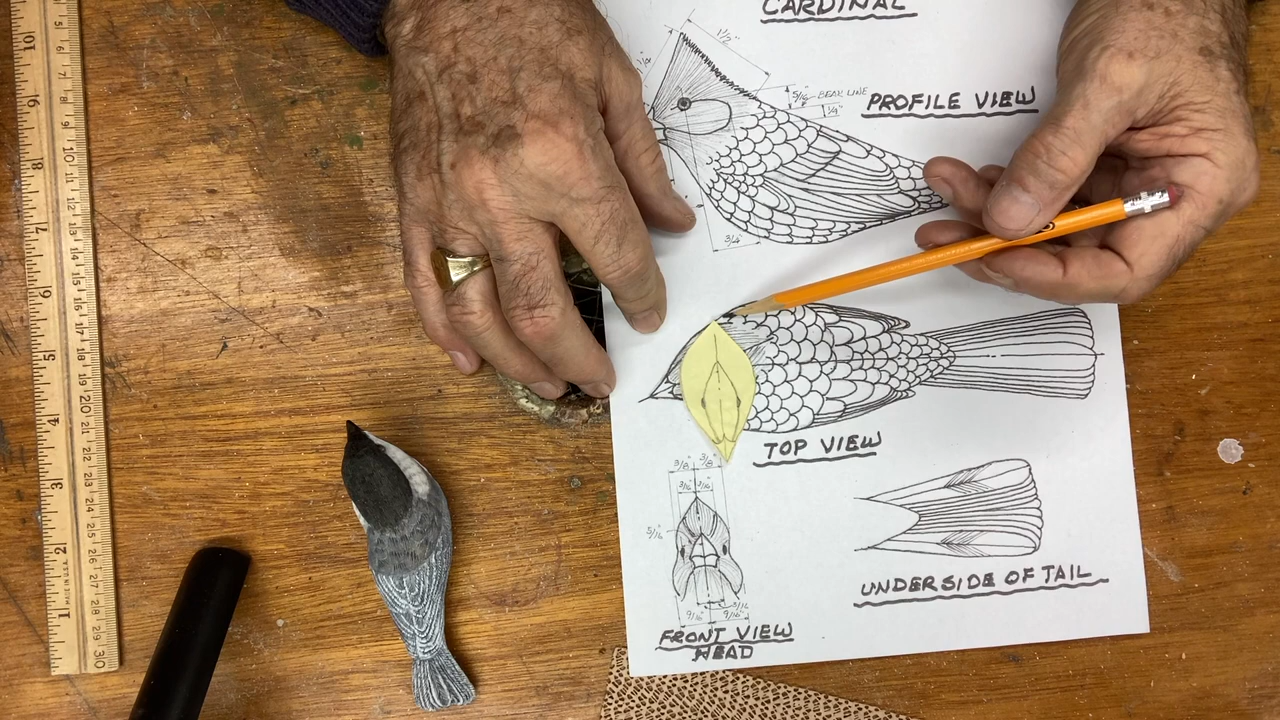 CARDINAL
1 1/2"
5/16
BEAK LINE
1/4"
PROFILE VIEW
3/4"
TOP VIEW
3/8 3/8
3/16 3/16
5/16
3/16
9/16 9/16
UNDERSIDE OF TAIL
FRONT VIEW
HEAD